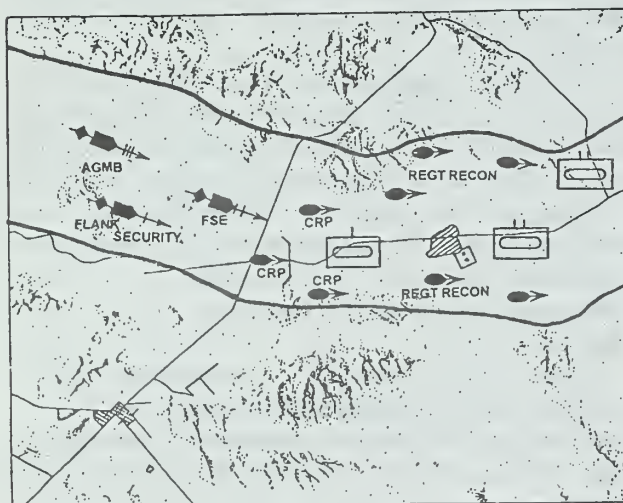 REGT RECON
AGMB
FLANK
SECURITY
FSE
CRP
CRP
CRP
REGT RECON